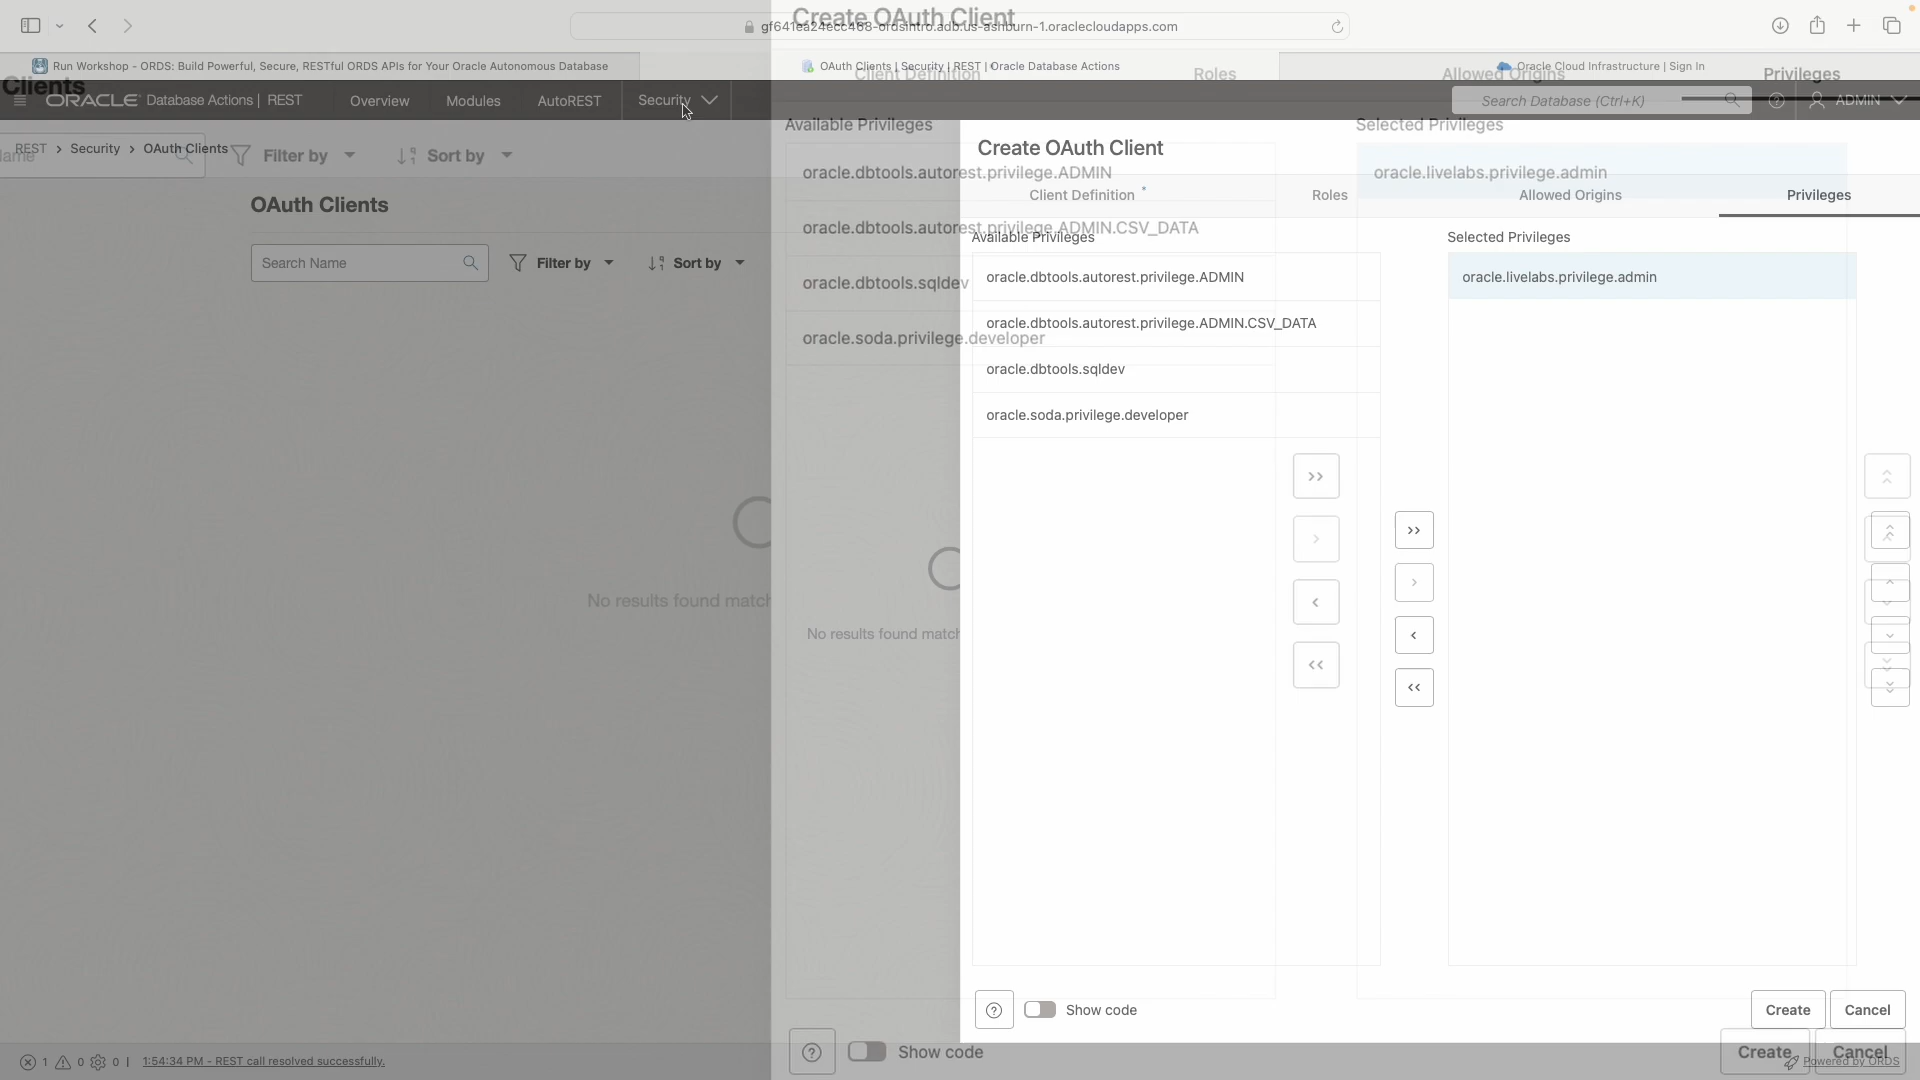 Create OAuth Client
gf641ea24ecc468-ordsintro.adb.us-ashburn-1.oraclecloudapps.com
Run Workshop - ORDS: Build Powerful, Secure, RESTful ORDS APIs for Your Oracle Autonomous Database
OAuth Clients | Security | REST | Oracle Database Actions
Oracle Cloud Infrastructure | Sign In
Client Definition
Roles
Allowed Origins
Privileges
Clients
ORACLE Database Actions | REST
Overview
Modules
AutoREST
Security
Search Database (Ctrl+K)
ADMIN
Available Privileges
Selected Privileges
REST > Security > OAuth Clients
Name
Filter by
Sort by
Create OAuth Client
oracle.dbtools.autorest.privilege.ADMIN
oracle.livelabs.privilege.admin
Client Definition *
Roles
Allowed Origins
Privileges
OAuth Clients
oracle.dbtools.autorest.privilege.ADMIN.CSV_DATA
Available Privileges
Selected Privileges
Search Name
Filter by
Sort by
oracle.dbtools.autorest.privilege.ADMIN
oracle.livelabs.privilege.admin
oracle.dbtools.sqldev
oracle.dbtools.autorest.privilege.ADMIN.CSV_DATA
oracle.soda.privilege.developer
oracle.dbtools.sqldev
oracle.soda.privilege.developer
>>
>
<
<<
>>
>
<
<<
No results found match
No results found match
Show code
Create
Cancel
Show code
Create
Cancel
1
0
0 |
1:54:34 PM - REST call resolved successfully.
Powered by ORDS